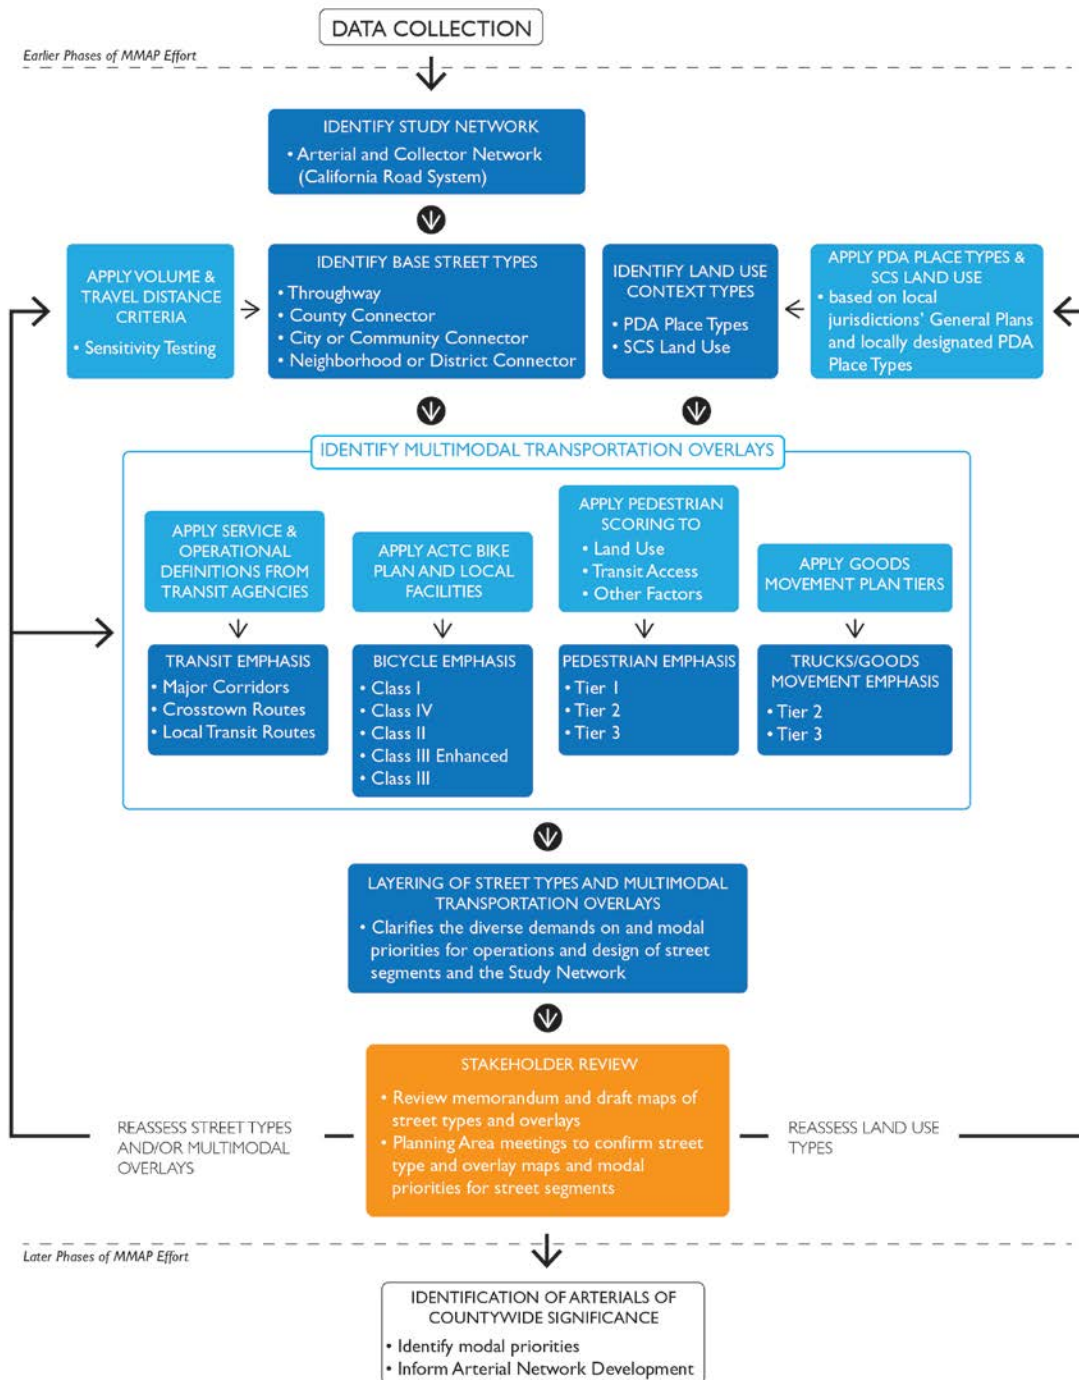 DATA COLLECTION
Earlier Phases of MMAP Effort
IDENTIFY STUDY NETWORK
• Arterial and Collector Network
(California Road System)
APPLY VOLUME &
TRAVEL DISTANCE
CRITERIA
• Sensitivity Testing
IDENTIFY BASE STREET TYPES
• Throughway
• County Connector
• City or Community Connector
• Neighborhood or District Connector
IDENTIFY LAND USE
CONTEXT TYPES
• PDA Place Types
• SCS Land Use
APPLY PDA PLACE TYPES &
SCS LAND USE
• based on local
jurisdictions' General Plans
and locally designated PDA
Place Types
IDENTIFY MULTIMODAL TRANSPORTATION OVERLAYS
APPLY SERVICE &
OPERATIONAL
DEFINITIONS FROM
TRANSIT AGENCIES
APPLY ACTC BIKE
PLAN AND LOCAL
FACILITIES
APPLY PEDESTRIAN
SCORING TO
• Land Use
• Transit Access
• Other Factors
APPLY GOODS
MOVEMENT PLAN TIERS
TRANSIT EMPHASIS
• Major Corridors
• Crosstown Routes
• Local Transit Routes
BICYCLE EMPHASIS
• Class I
• Class IV
• Class II
• Class III Enhanced
• Class III
PEDESTRIAN EMPHASIS
• Tier 1
• Tier 2
• Tier 3
TRUCKS/GOODS
MOVEMENT EMPHASIS
• Tier 2
• Tier 3
LAYERING OF STREET TYPES AND MULTIMODAL
TRANSPORTATION OVERLAYS
• Clarifies the diverse demands on and modal
priorities for operations and design of street
segments and the Study Network
STAKEHOLDER REVIEW
• Review memorandum and draft maps of
street types and overlays
• Planning Area meetings to confirm street
type and overlay maps and modal
priorities for street segments
REASSESS STREET TYPES
AND/OR MULTIMODAL
OVERLAYS
REASSESS LAND USE
TYPES
Later Phases of MMAP Effort
IDENTIFICATION OF ARTERIALS OF
COUNTYWIDE SIGNIFICANCE
• Identify modal priorities
• Inform Arterial Network Development